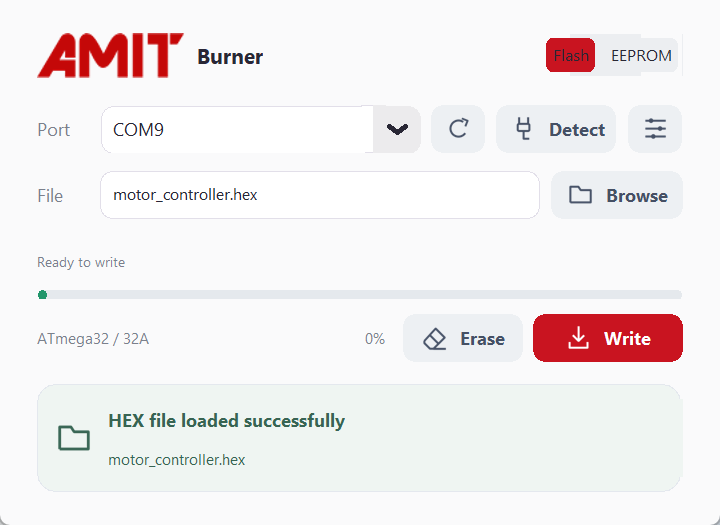 AMIT Burner Flash EEPROM
Port COM9 Detect
File motor_controller.hex Browse
Ready to write
ATmega32 / 32A 0% Erase Write
HEX file loaded successfully
motor_controller.hex